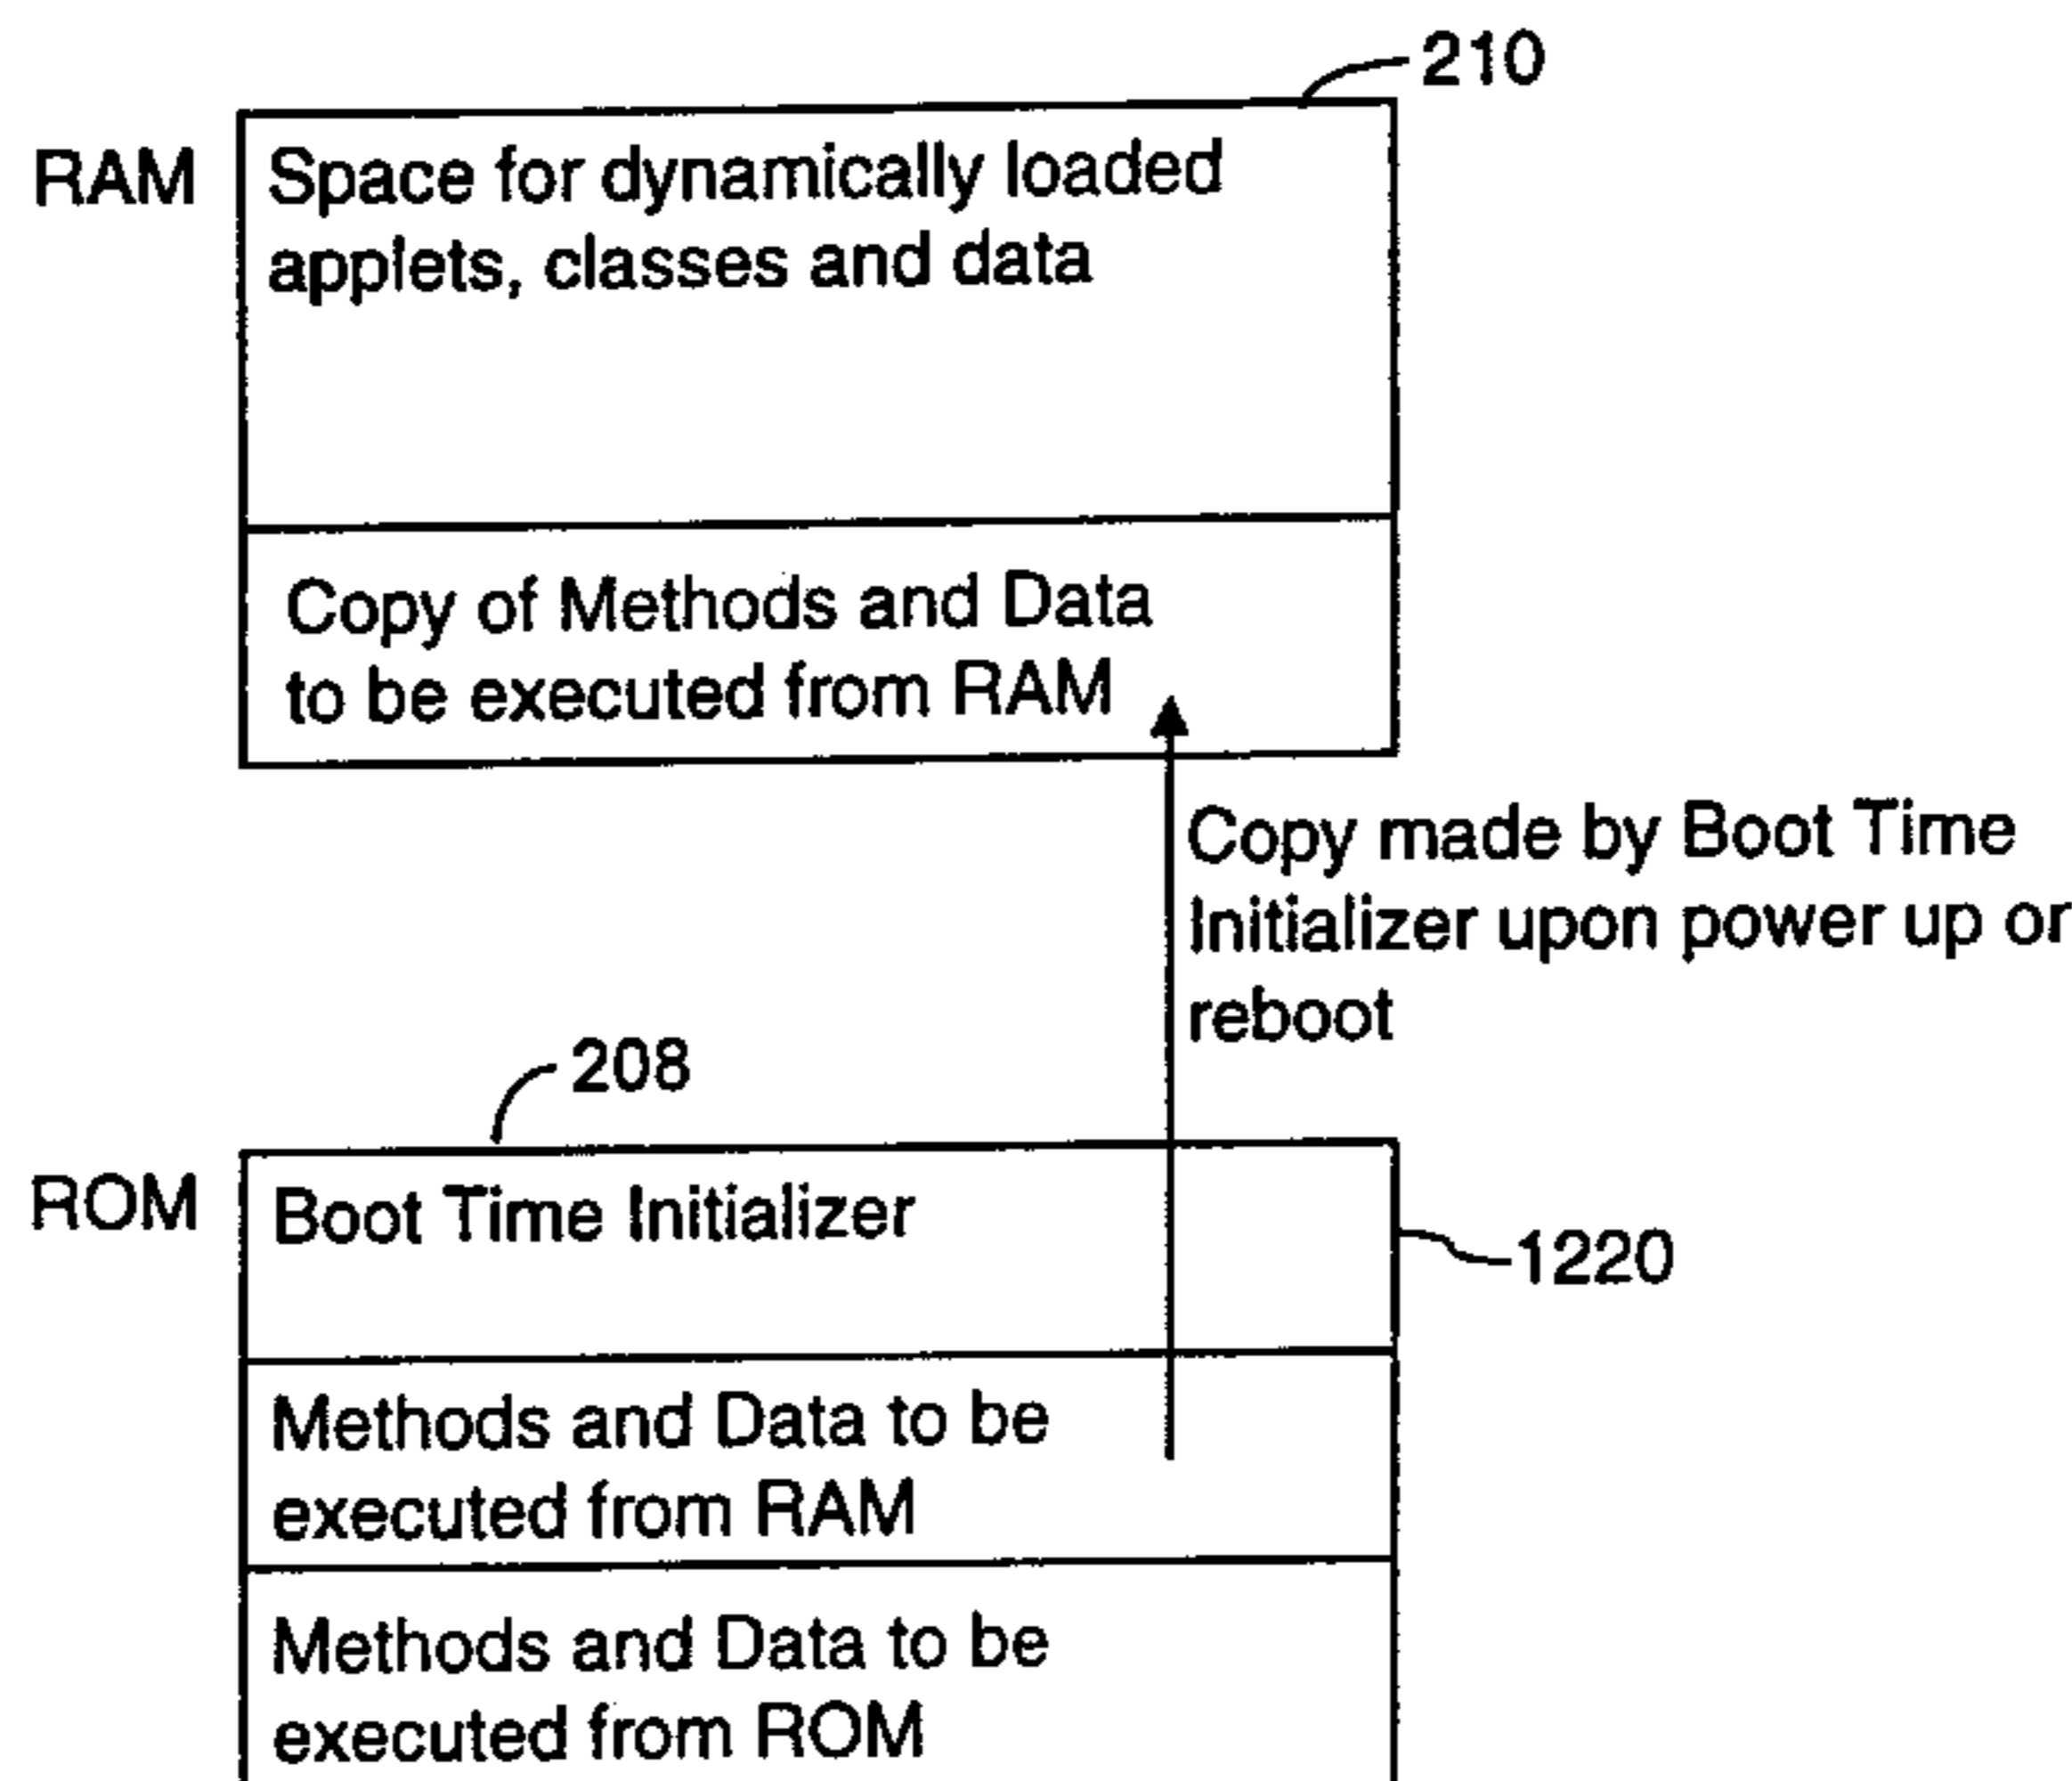 210
RAM
Space for dynamically loaded
applets, classes and data
Copy of Methods and Data
to be executed from RAM
Copy made by Boot Time
Initializer upon power up or
reboot
208
ROM
Boot Time Initializer
1220
Methods and Data to be
executed from RAM
Methods and Data to be
executed from ROM